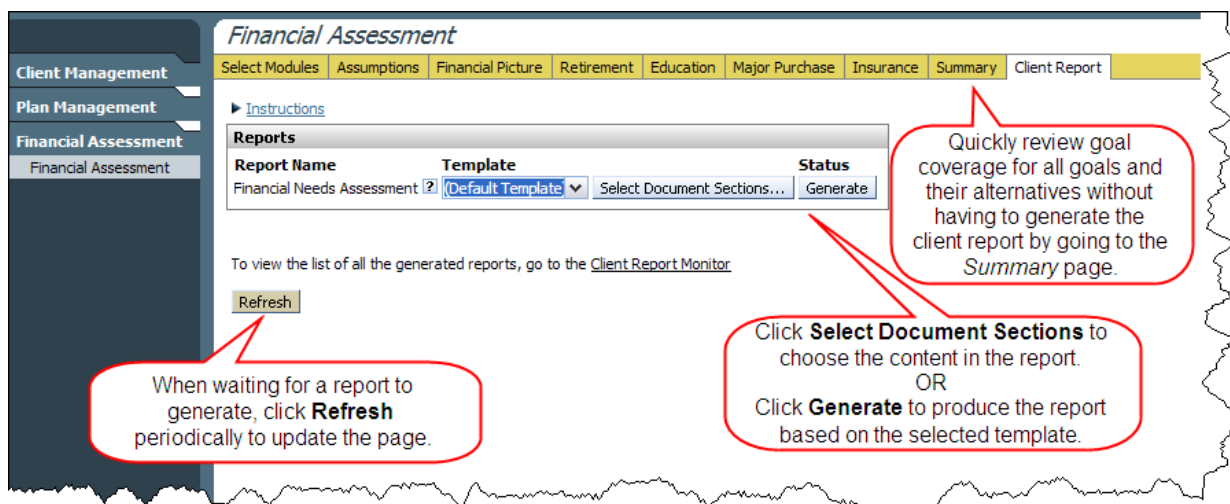 Financial Assessment
Client Management
Plan Management
Financial Assessment
Financial Assessment
Select Modules Assumptions Financial Picture Retirement Education Major Purchase Insurance Summary Client Report
Instructions
Reports
Report Name Template Status
Financial Needs Assessment ? (Default Template) Select Document Sections... Generate
To view the list of all the generated reports, go to the Client Report Monitor
Refresh
Quickly review goal
coverage for all goals and
their alternatives without
having to generate the
client report by going to the
Summary page.
Click Select Document Sections to
choose the content in the report.
OR
Click Generate to produce the report
based on the selected template.
When waiting for a report to
generate, click Refresh
periodically to update the page.